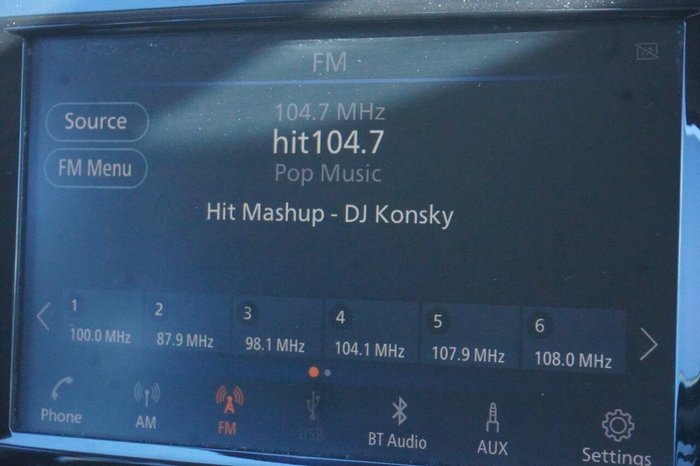 FM
Source
FM Menu
104.7 MHz
hit104.7
Pop Music
Hit Mashup - DJ Konsky
1
100.0 MHz
2
87.9 MHz
3
98.1 MHz
4
104.1 MHz
5
107.9 MHz
6
108.0 MHz
Phone
AM
FM
USB
BT Audio
AUX
Settings